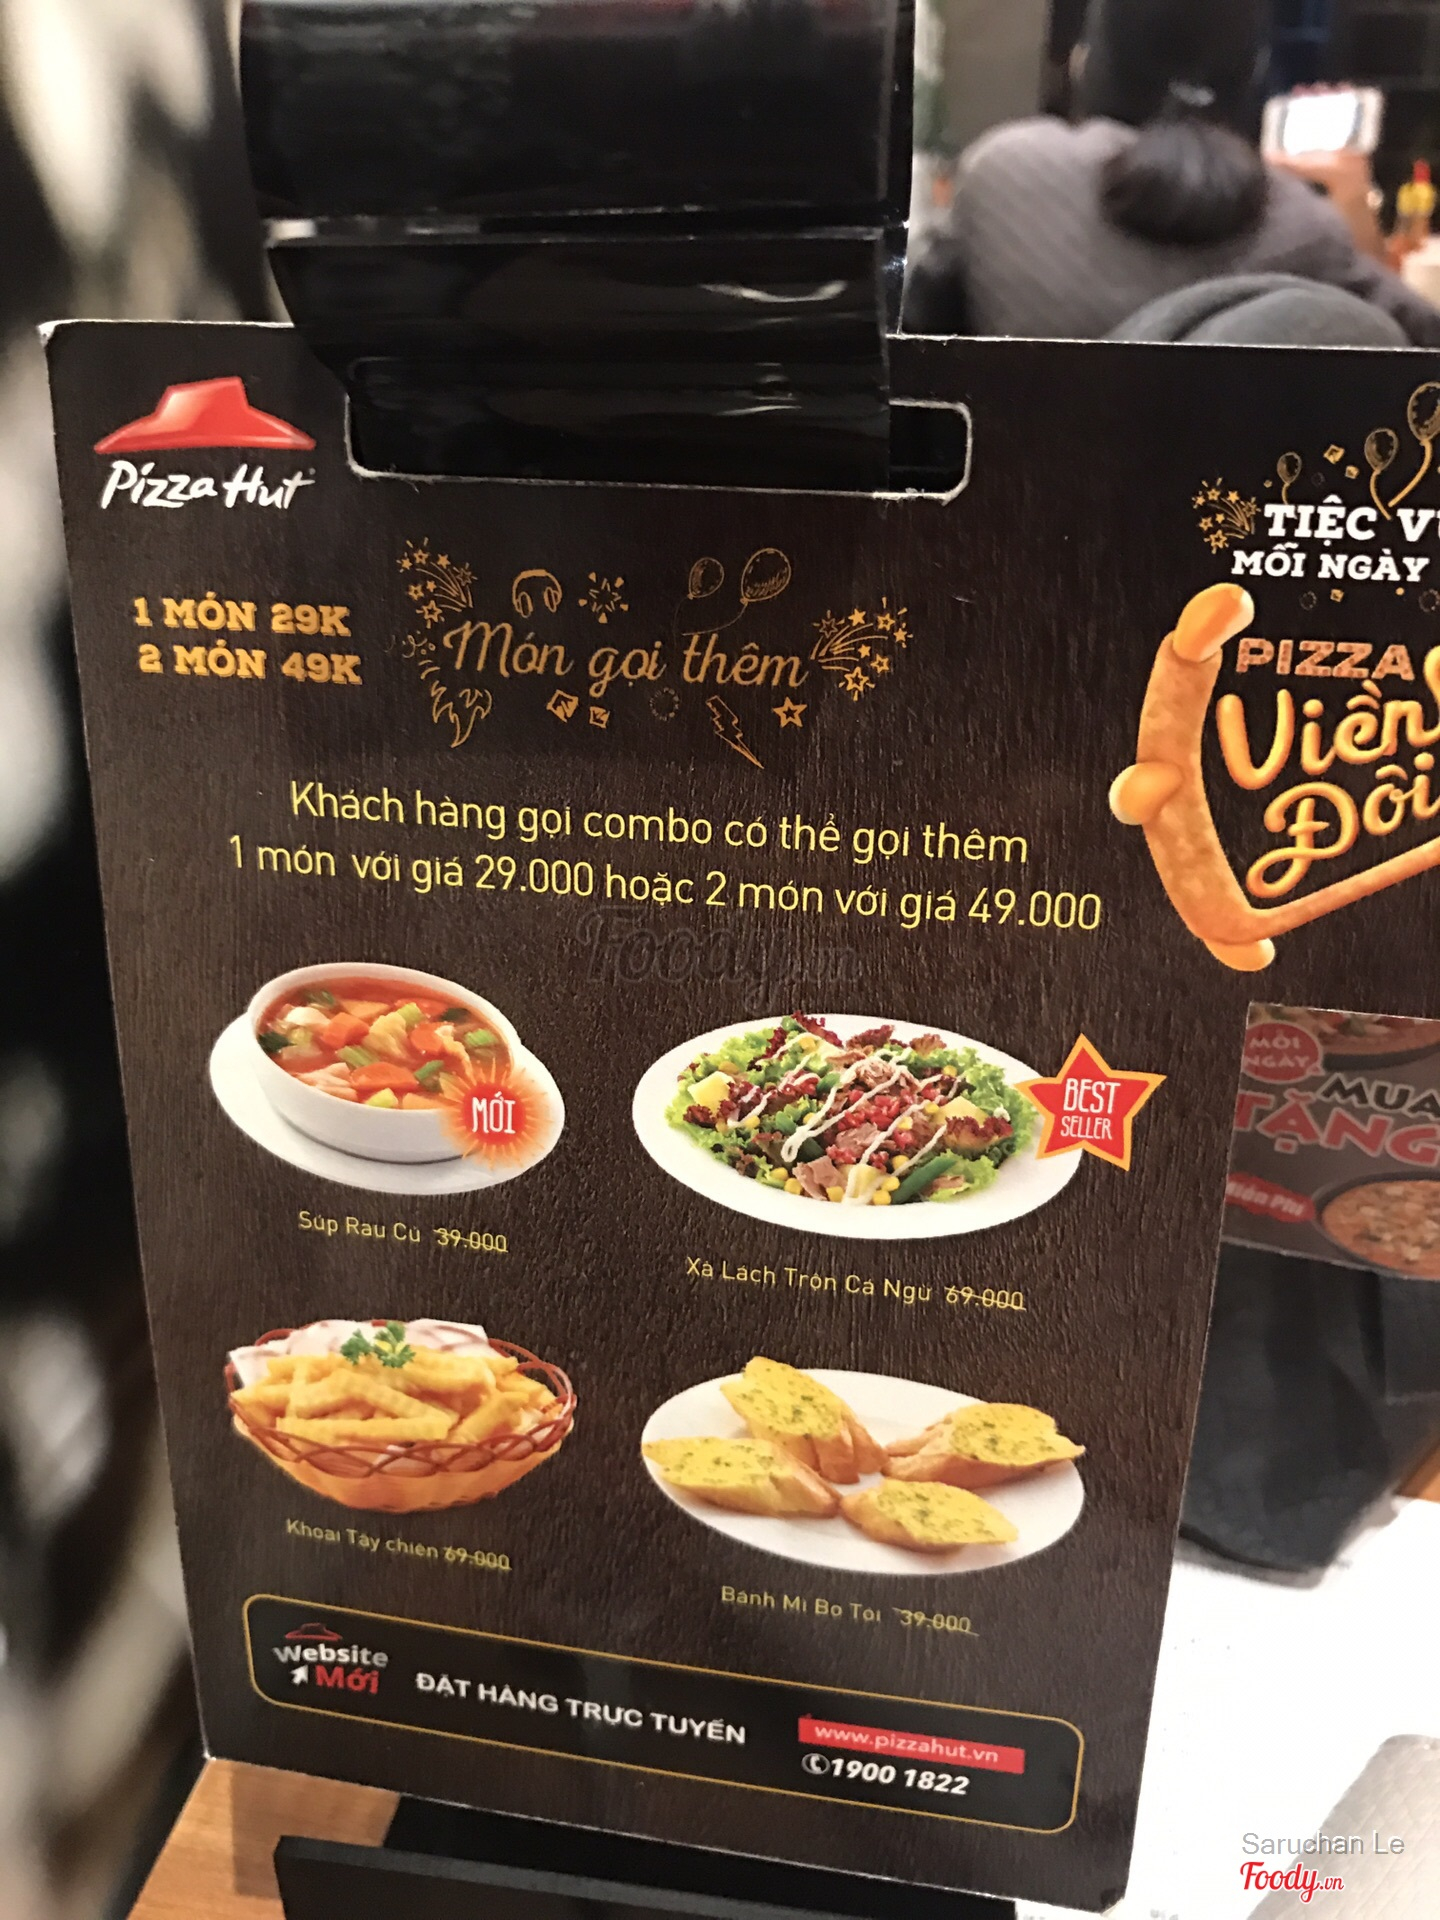 Pizza Hut
1 MÓN 29K
2 MÓN 49K
Món gọi thêm
Khách hàng gọi combo có thể gọi thêm
1 món với giá 29.000 hoặc 2 món với giá 49.000
Foody.vn
MỚI
BEST
SELLER
Súp Rau Củ 39.000
Xà Lách Trộn Cá Ngừ 69.000
Khoai Tây chiên 69.000
Bánh Mì Bơ Tỏi 39.000
Website
Mới
ĐẶT HÀNG TRỰC TUYẾN
www.pizzahut.vn
1900 1822
TIỆC
MỖI NGÀY
PIZZA
Viền
Đôi
MỖI
NGÀY
MUA
TẶNG
Saruchan Le
Foody.vn